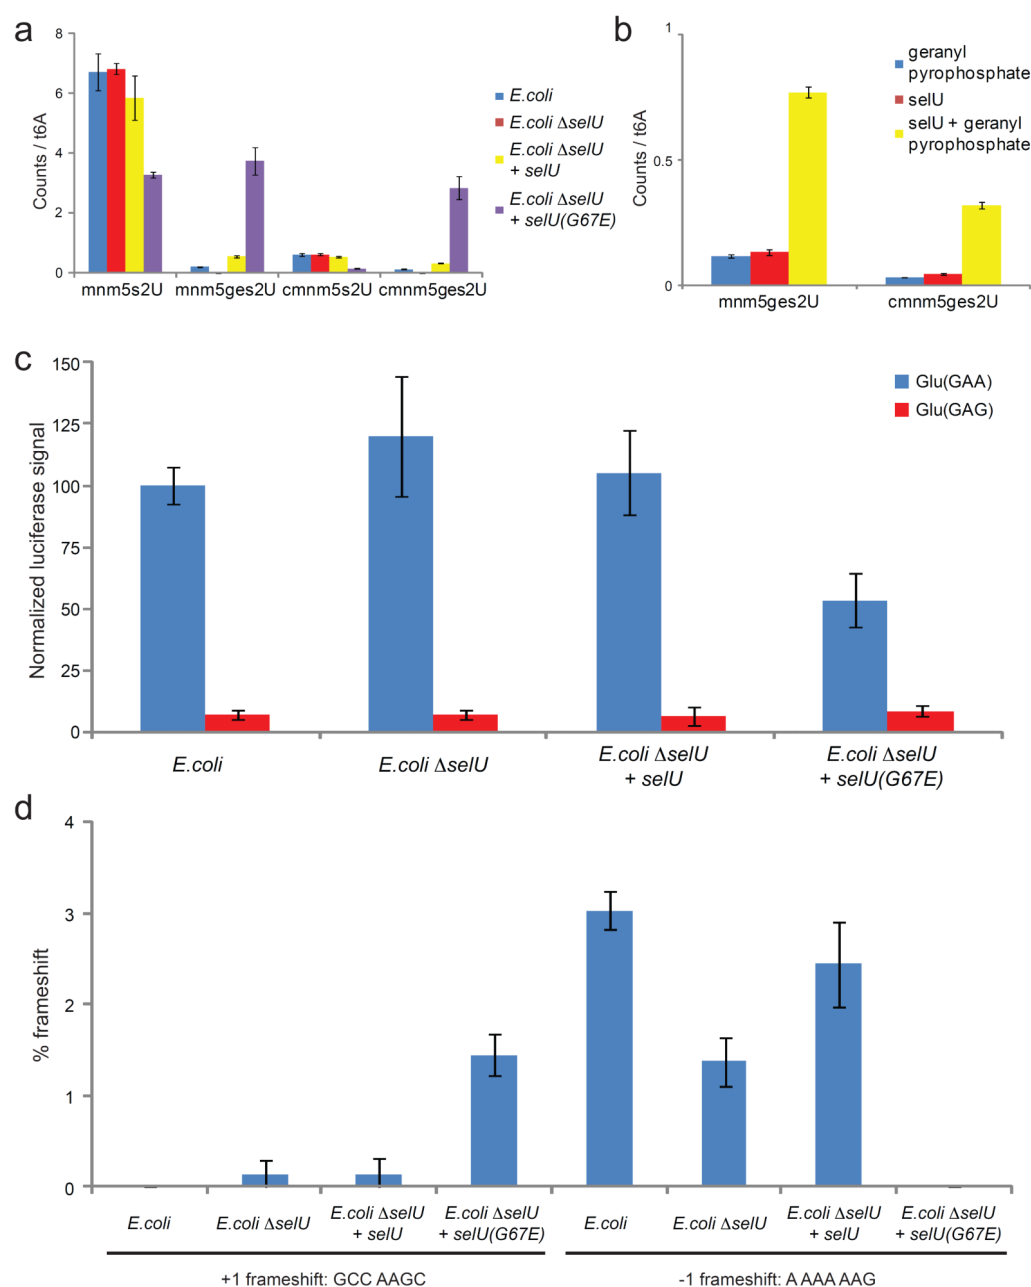 a
8
6
4
2
0
Counts / t6A
mnm5s2U
mnm5ges2U
cmnm5s2U
cmnm5ges2U
E.coli
E.coli ΔselU
E.coli ΔselU
+ selU
E.coli ΔselU
+ selU(G67E)
b
1
0.5
0
Counts / t6A
mnm5ges2U
cmnm5ges2U
geranyl
pyrophosphate
selU
selU + geranyl
pyrophosphate
c
150
125
100
75
50
25
0
Normalized luciferase signal
Glu(GAA)
Glu(GAG)
E.coli
E.coli ΔselU
E.coli ΔselU
+ selU
E.coli ΔselU
+ selU(G67E)
d
4
3
2
1
0
% frameshift
E.coli
E.coli ΔselU
E.coli ΔselU
+ selU
E.coli ΔselU
+ selU(G67E)
E.coli
E.coli ΔselU
E.coli ΔselU
+ selU
E.coli ΔselU
+ selU(G67E)
+1 frameshift: GCC AAGC
-1 frameshift: A AAA AAG